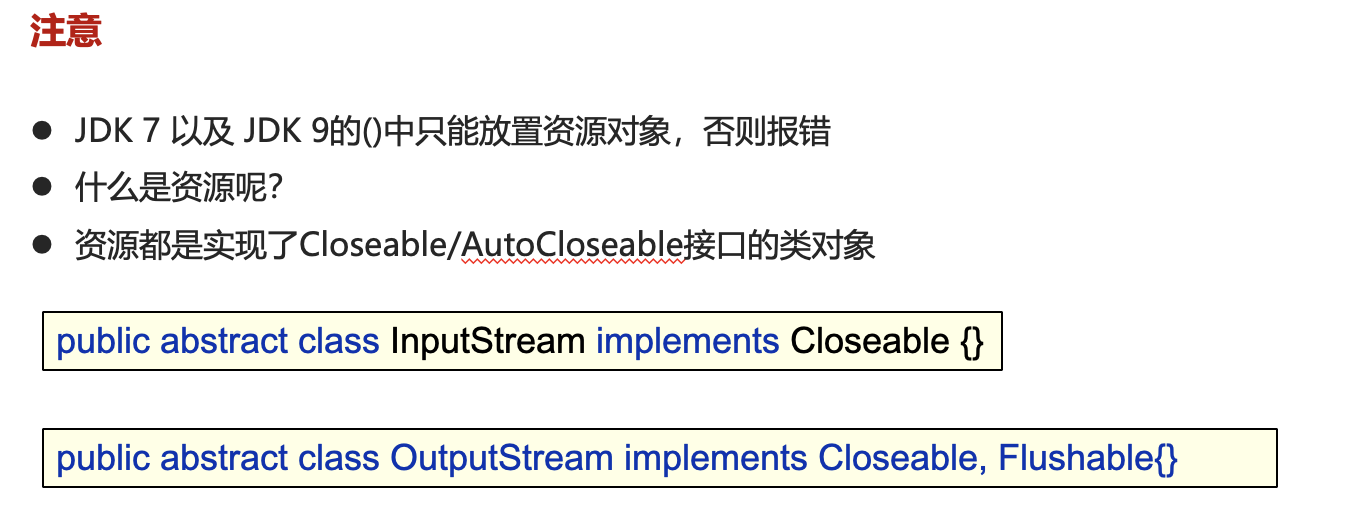 注意
● JDK 7 以及 JDK 9的()中只能放置资源对象，否则报错
● 什么是资源呢？
● 资源都是实现了Closeable/AutoCloseable接口的类对象
public abstract class InputStream implements Closeable {}
public abstract class OutputStream implements Closeable, Flushable{}